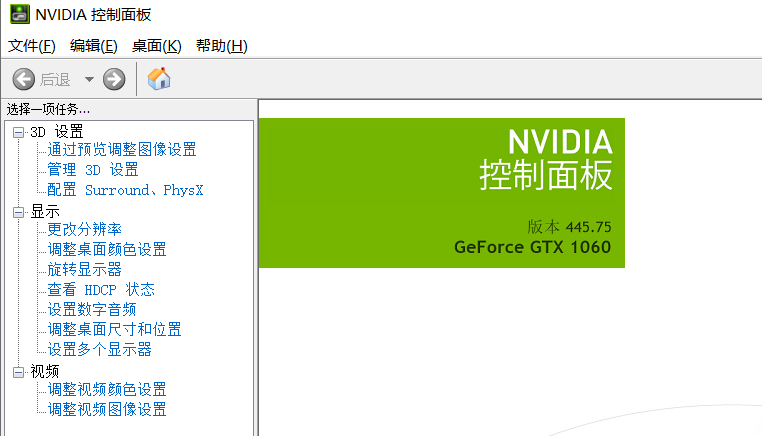 NVIDIA 控制面板
文件(F) 编辑(E) 桌面(K) 帮助(H)
后退
选择一项任务...
3D 设置
通过预览调整图像设置
管理 3D 设置
配置 Surround、PhysX
显示
更改分辨率
调整桌面颜色设置
旋转显示器
查看 HDCP 状态
设置数字音频
调整桌面尺寸和位置
设置多个显示器
视频
调整视频颜色设置
调整视频图像设置
NVIDIA
控制面板
版本 445.75
GeForce GTX 1060